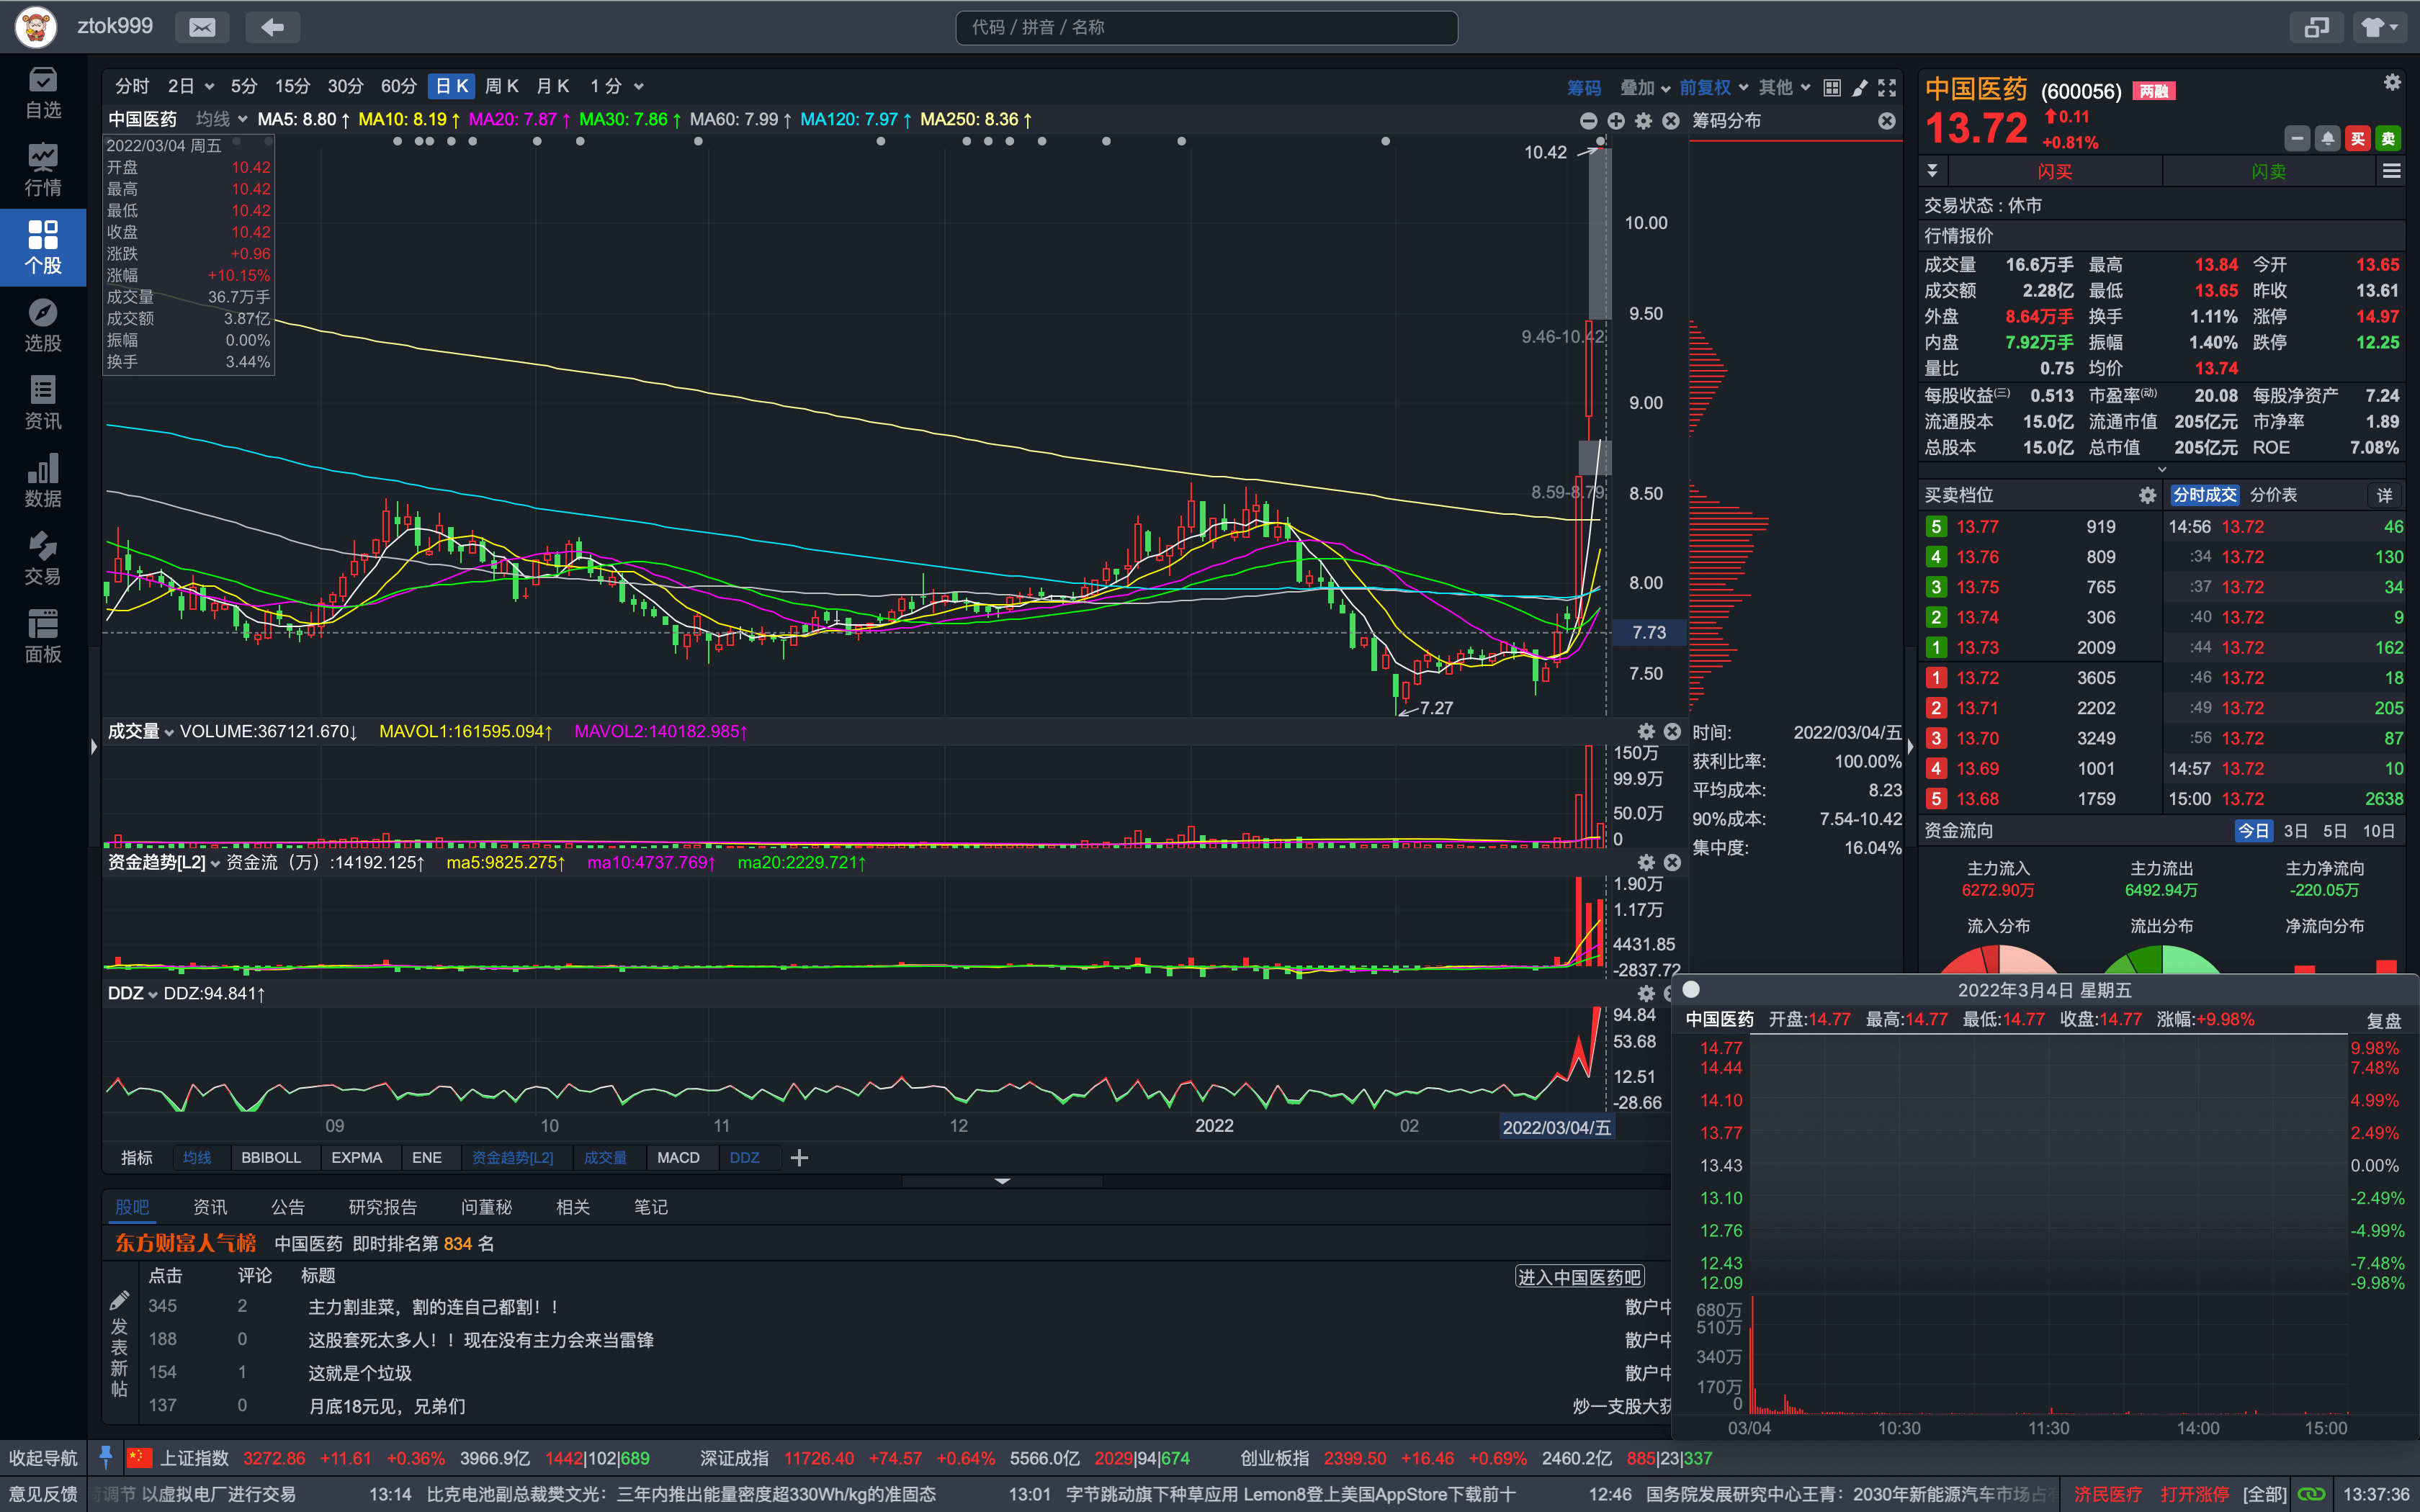 ztok999
代码 / 拼音 / 名称
自选
行情
个股
选股
资讯
数据
交易
面板
分时 2日 5分 15分 30分 60分 日K 周K 月K 1分
筹码 叠加 前复权 其他
中国医药 均线 MA5: 8.80↑ MA10: 8.19↑ MA20: 7.87↑ MA30: 7.86↑ MA60: 7.99↑ MA120: 7.97↑ MA250: 8.36↑
筹码分布
2022/03/04 周五
开盘 10.42
最高 10.42
最低 10.42
收盘 10.42
涨跌 +0.96
涨幅 +10.15%
成交量 36.7万手
成交额 3.87亿
振幅 0.00%
换手 3.44%
10.42
10.00
9.50
9.46-10.42
9.00
8.59-8.79
8.50
8.00
7.73
7.50
7.27
成交量 VOLUME:367121.670↓ MAVOL1:161595.094↑ MAVOL2:140182.985↑
150万
99.9万
50.0万
0
时间: 2022/03/04/五
获利比率: 100.00%
平均成本: 8.23
90%成本: 7.54-10.42
集中度: 16.04%
资金趋势[L2] 资金流（万）:14192.125↑ ma5:9825.275↑ ma10:4737.769↑ ma20:2229.721↑
1.90万
1.17万
4431.85
-2837.72
DDZ DDZ:94.841↑
94.84
53.68
12.51
-28.66
09 10 11 12 2022 02 2022/03/04/五
指标 均线 BBIBOLL EXPMA ENE 资金趋势[L2] 成交量 MACD DDZ
股吧 资讯 公告 研究报告 问董秘 相关 笔记
东方财富人气榜 中国医药 即时排名第 834 名
点击 评论 标题
进入中国医药吧
发表新帖
345 2 主力割韭菜，割的连自己都割！！ 散户中
188 0 这股套死太多人！！现在没有主力会来当雷锋 散户中
154 1 这就是个垃圾 散户中
137 0 月底18元见，兄弟们 炒一支股大获
中国医药 (600056) 两融
13.72 0.11
+0.81%
买 卖
闪买 闪卖
交易状态 : 休市
行情报价
成交量 16.6万手 最高 13.84 今开 13.65
成交额 2.28亿 最低 13.65 昨收 13.61
外盘 8.64万手 换手 1.11% 涨停 14.97
内盘 7.92万手 振幅 1.40% 跌停 12.25
量比 0.75 均价 13.74
每股收益(三) 0.513 市盈率(动) 20.08 每股净资产 7.24
流通股本 15.0亿 流通市值 205亿元 市净率 1.89
总股本 15.0亿 总市值 205亿元 ROE 7.08%
买卖档位
分时成交 分价表 详
5 13.77 919 14:56 13.72 46
4 13.76 809 :34 13.72 130
3 13.75 765 :37 13.72 34
2 13.74 306 :40 13.72 9
1 13.73 2009 :44 13.72 162
1 13.72 3605 :46 13.72 18
2 13.71 2202 :49 13.72 205
3 13.70 3249 :56 13.72 87
4 13.69 1001 14:57 13.72 10
5 13.68 1759 15:00 13.72 2638
资金流向 今日 3日 5日 10日
主力流入 主力流出 主力净流向
6272.90万 6492.94万 -220.05万
流入分布 流出分布 净流向分布
2022年3月4日 星期五
中国医药 开盘:14.77 最高:14.77 最低:14.77 收盘:14.77 涨幅:+9.98% 复盘
14.77 9.98%
14.44 7.48%
14.10 4.99%
13.77 2.49%
13.43 0.00%
13.10 -2.49%
12.76 -4.99%
12.43 -7.48%
12.09 -9.98%
680万
510万
340万
170万
0
03/04 10:30 11:30 14:00 15:00
收起导航 上证指数 3272.86 +11.61 +0.36% 3966.9亿 1442|102|689 深证成指 11726.40 +74.57 +0.64% 5566.0亿 2029|94|674 创业板指 2399.50 +16.46 +0.69% 2460.2亿 885|23|337
意见反馈 调节 以虚拟电厂进行交易 13:14 比克电池副总裁樊文光：三年内推出能量密度超330Wh/kg的准固态 13:01 字节跳动旗下种草应用 Lemon8登上美国AppStore下载前十 12:46 国务院发展研究中心王青：2030年新能源汽车市场占 济民医疗 打开涨停 [全部] 13:37:36